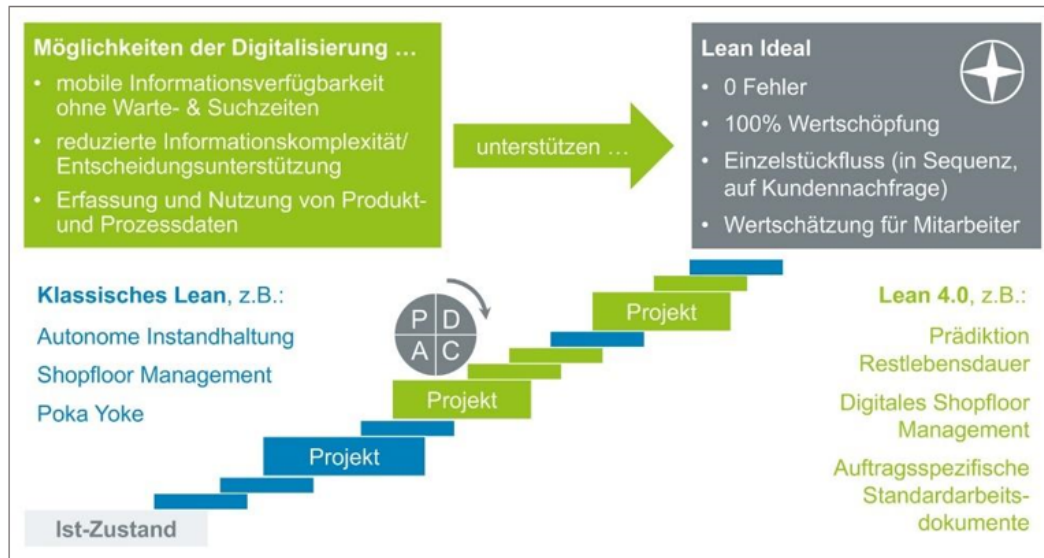 Möglichkeiten der Digitalisierung …
• mobile Informationsverfügbarkeit
ohne Warte- & Suchzeiten
• reduzierte Informationskomplexität/
Entscheidungsunterstützung
• Erfassung und Nutzung von Produkt-
und Prozessdaten
unterstützen …
Lean Ideal
• 0 Fehler
• 100% Wertschöpfung
• Einzelstückfluss (in Sequenz,
auf Kundennachfrage)
• Wertschätzung für Mitarbeiter
Klassisches Lean, z.B.:
Autonome Instandhaltung
Shopfloor Management
Poka Yoke
P D
A C
Projekt
Projekt
Projekt
Lean 4.0, z.B.:
Prädiktion
Restlebensdauer
Digitales Shopfloor
Management
Auftragsspezifische
Standardarbeits-
dokumente
Ist-Zustand